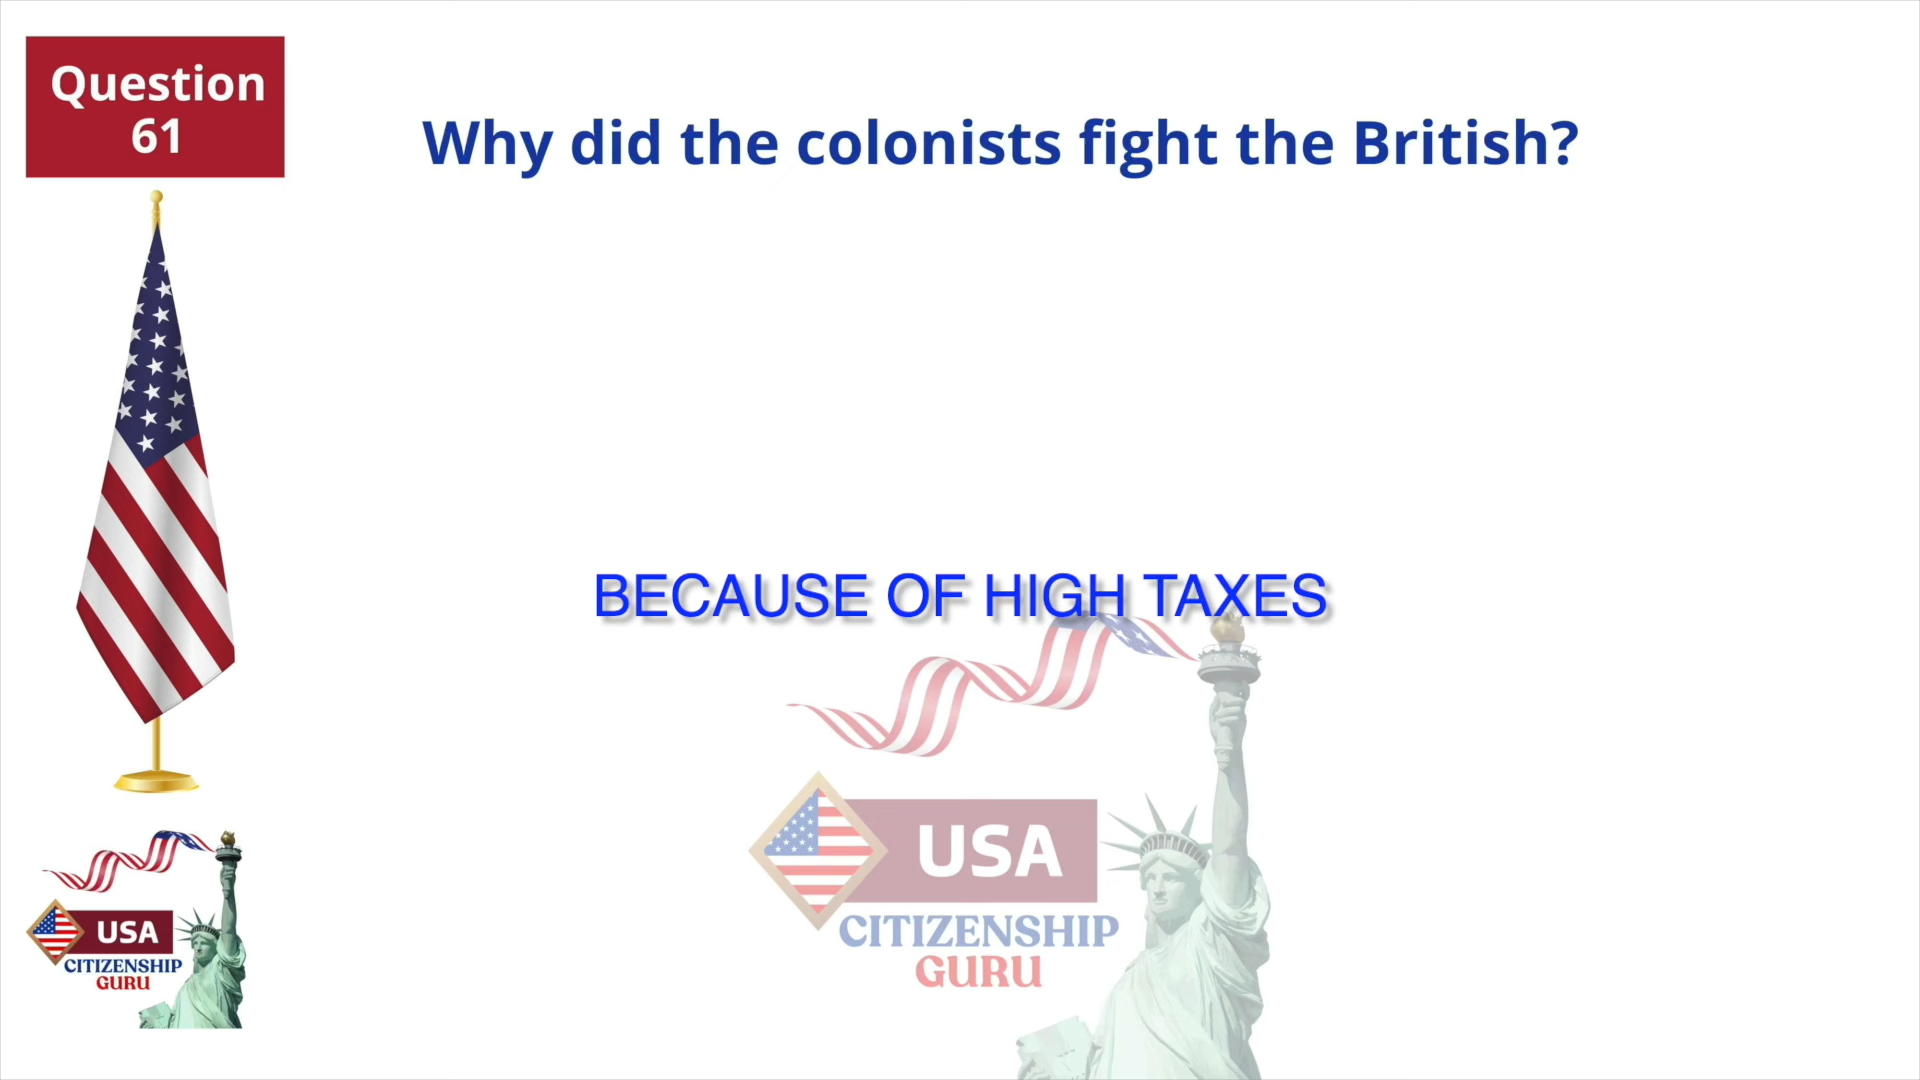 Question
61
Why did the colonists fight the British?
BECAUSE OF HIGH TAXES
USA
CITIZENSHIP
GURU
USA
CITIZENSHIP
GURU